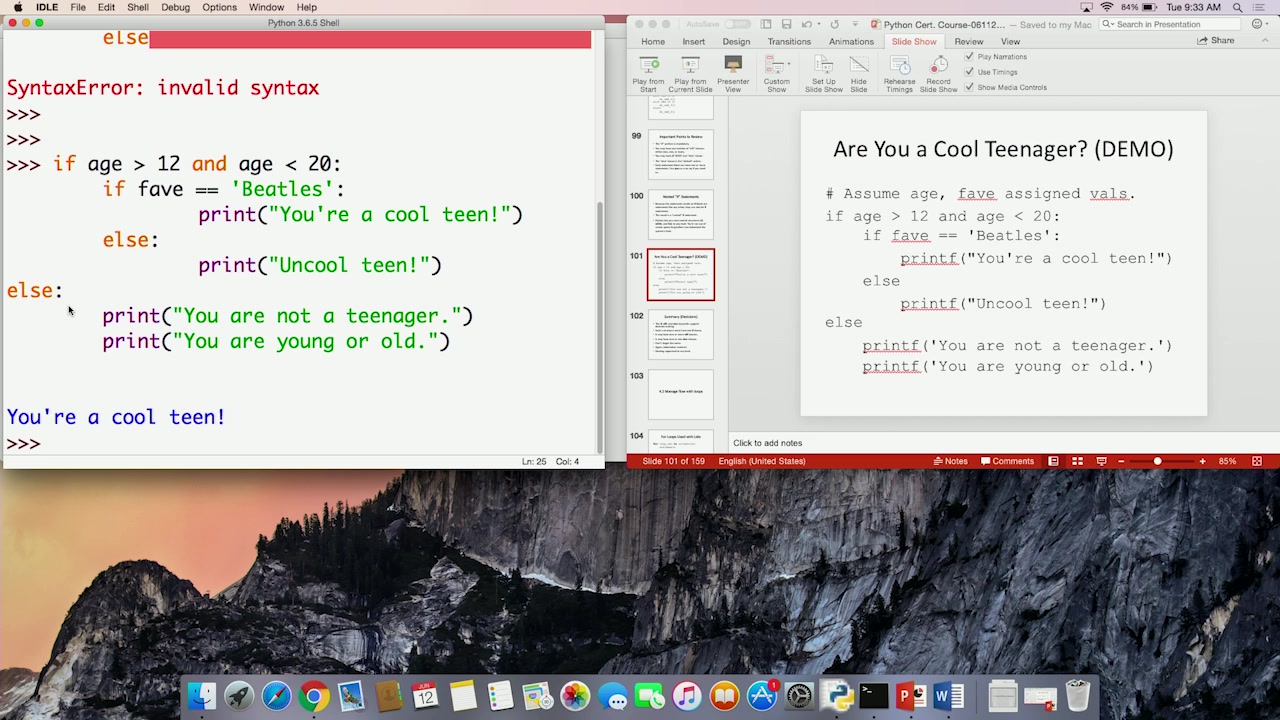 IDLE File Edit Shell Debug Options Window Help 84% Tue 9:33 AM
Python 3.6.5 Shell
else
SyntaxError: invalid syntax
>>>
>>>
>>> if age > 12 and age < 20:
if fave == 'Beatles':
print("You're a cool teen!")
else:
print("Uncool teen!")
else:
print("You are not a teenager.")
print("You are young or old.")
You're a cool teen!
>>>
Ln: 25 Col: 4
AutoSave Python Cert. Course-06112... — Saved to my Mac Search in Presentation
Home Insert Design Transitions Animations Slide Show Review View Share
Play from Start
Play from Current Slide
Presenter View
Custom Show
Set Up Slide Show
Hide Slide
Rehearse Timings
Record Slide Show
Play Narrations
Use Timings
Show Media Controls
99
Important Points to Review
100
Nested "If" Statements
101
Are You a Cool Teenager? (DEMO)
102
Summary (Decisions)
103
4.2 Manage Flow with Loops
104
For Loops Used with Lists
Are You a Cool Teenager? (DEMO)
# Assume age, fave assigned vals.
if age > 12 and age < 20:
if fave == 'Beatles':
printf("You're a cool teen!")
else
printf("Uncool teen!")
else
printf('You are not a teenager.')
printf('You are young or old.')
Click to add notes
Slide 101 of 159 English (United States) Notes Comments 85%
JUN
12
1